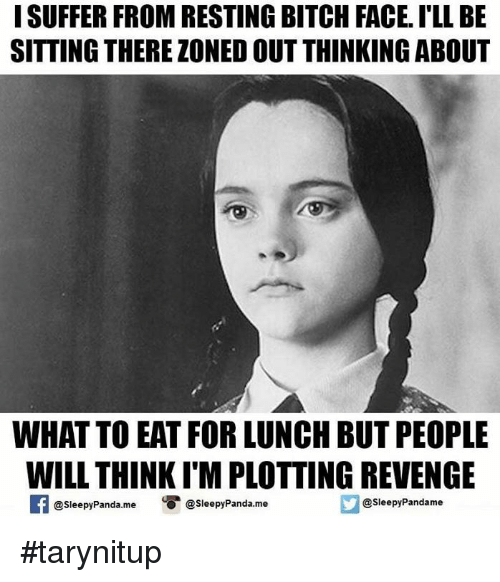 I SUFFER FROM RESTING BITCH FACE. I'LL BE
SITTING THERE ZONED OUT THINKING ABOUT
WHAT TO EAT FOR LUNCH BUT PEOPLE
WILL THINK I'M PLOTTING REVENGE
f @SleepyPanda.me @SleepyPanda.me @SleepyPandame
#tarynitup